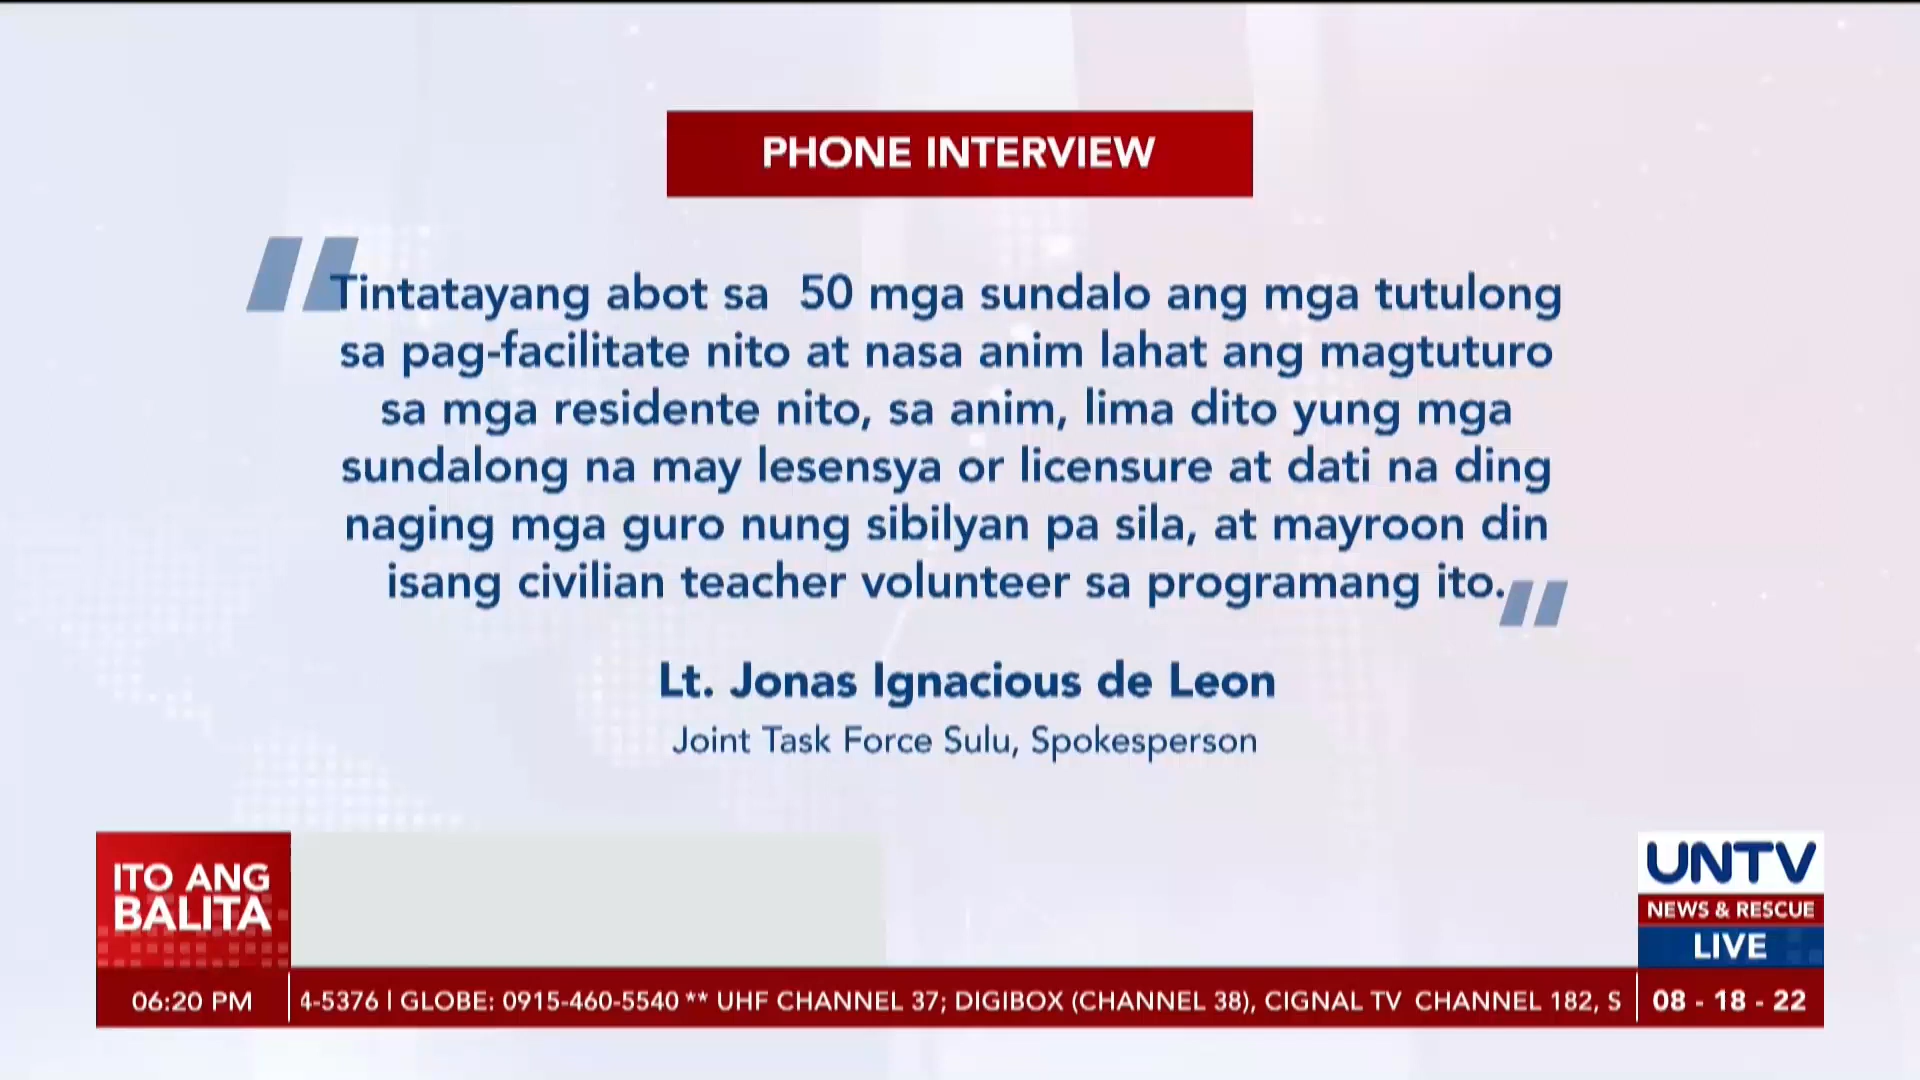 PHONE INTERVIEW
"Tintatayang abot sa 50 mga sundalo ang mga tutulong
sa pag-facilitate nito at nasa anim lahat ang magtuturo
sa mga residente nito, sa anim, lima dito yung mga
sundalong na may lesensya or licensure at dati na ding
naging mga guro nung sibilyan pa sila, at mayroon din
isang civilian teacher volunteer sa programang ito."
Lt. Jonas Ignacious de Leon
Joint Task Force Sulu, Spokesperson
ITO ANG
BALITA
UNTV
NEWS & RESCUE
LIVE
06:20 PM
4-5376 | GLOBE: 0915-460-5540 ** UHF CHANNEL 37; DIGIBOX (CHANNEL 38), CIGNAL TV CHANNEL 182, S
08 - 18 - 22